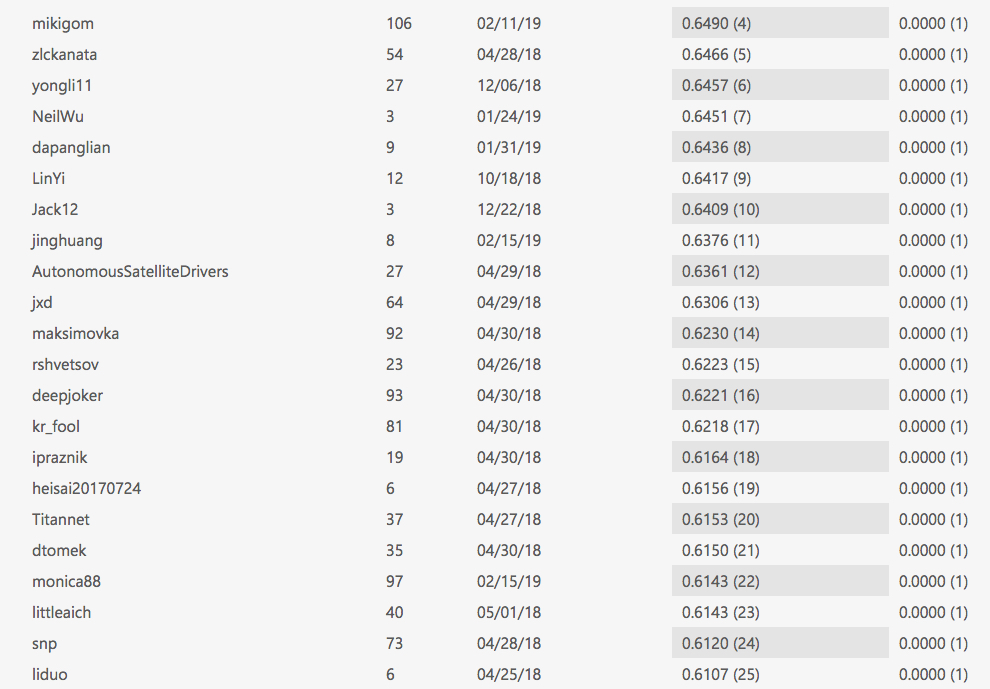 mikigom 106 02/11/19 0.6490 (4) 0.0000 (1)
zlckanata 54 04/28/18 0.6466 (5) 0.0000 (1)
yongli11 27 12/06/18 0.6457 (6) 0.0000 (1)
NeilWu 3 01/24/19 0.6451 (7) 0.0000 (1)
dapanglian 9 01/31/19 0.6436 (8) 0.0000 (1)
LinYi 12 10/18/18 0.6417 (9) 0.0000 (1)
Jack12 3 12/22/18 0.6409 (10) 0.0000 (1)
jinghuang 8 02/15/19 0.6376 (11) 0.0000 (1)
AutonomousSatelliteDrivers 27 04/29/18 0.6361 (12) 0.0000 (1)
jxd 64 04/29/18 0.6306 (13) 0.0000 (1)
maksimovka 92 04/30/18 0.6230 (14) 0.0000 (1)
rshvetsov 23 04/26/18 0.6223 (15) 0.0000 (1)
deepjoker 93 04/30/18 0.6221 (16) 0.0000 (1)
kr_fool 81 04/30/18 0.6218 (17) 0.0000 (1)
ipraznik 19 04/30/18 0.6164 (18) 0.0000 (1)
heisai20170724 6 04/27/18 0.6156 (19) 0.0000 (1)
Titannet 37 04/27/18 0.6153 (20) 0.0000 (1)
dtomek 35 04/30/18 0.6150 (21) 0.0000 (1)
monica88 97 02/15/19 0.6143 (22) 0.0000 (1)
littleaich 40 05/01/18 0.6143 (23) 0.0000 (1)
snp 73 04/28/18 0.6120 (24) 0.0000 (1)
liduo 6 04/25/18 0.6107 (25) 0.0000 (1)